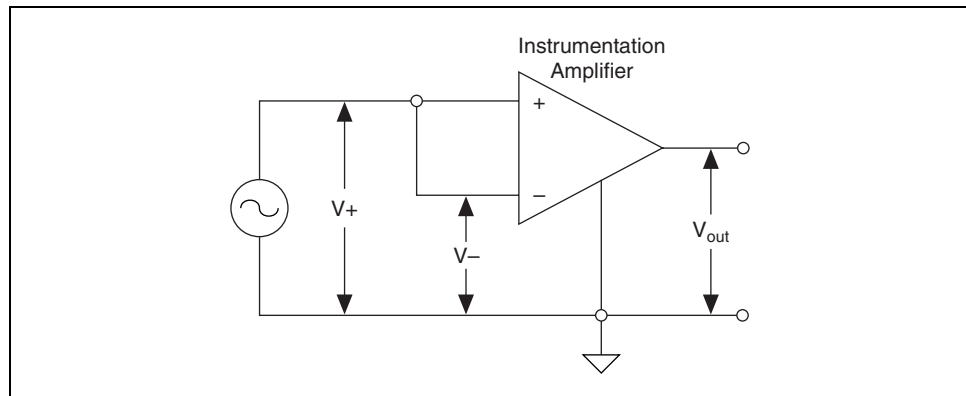 Instrumentation
Amplifier
+
V+
–
V–
Vout